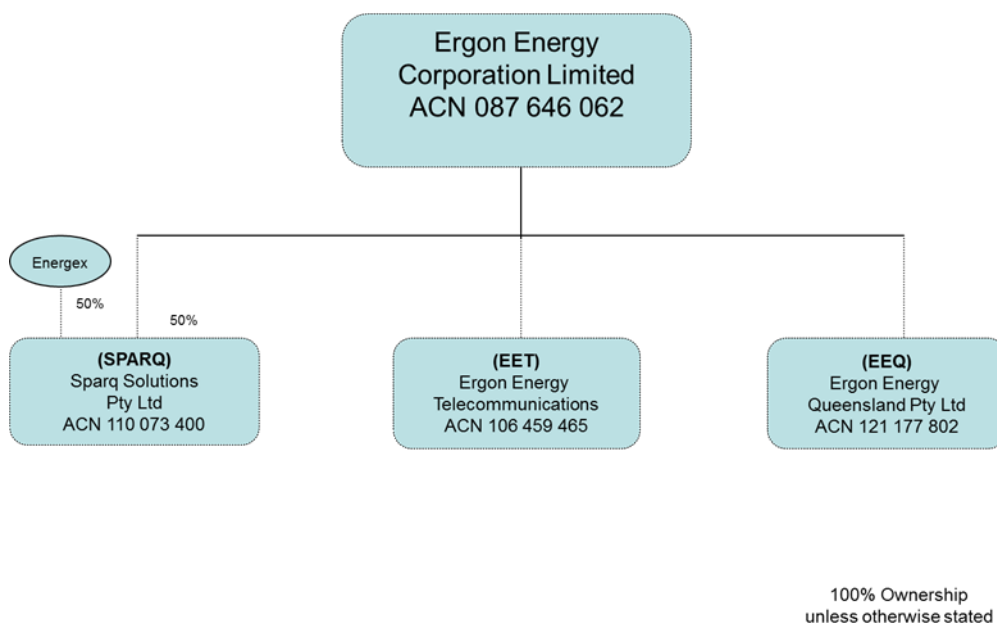 Ergon Energy
Corporation Limited
ACN 087 646 062
Energex
50%
50%
(SPARQ)
Sparq Solutions
Pty Ltd
ACN 110 073 400
(EET)
Ergon Energy
Telecommunications
ACN 106 459 465
(EEQ)
Ergon Energy
Queensland Pty Ltd
ACN 121 177 802
100% Ownership
unless otherwise stated